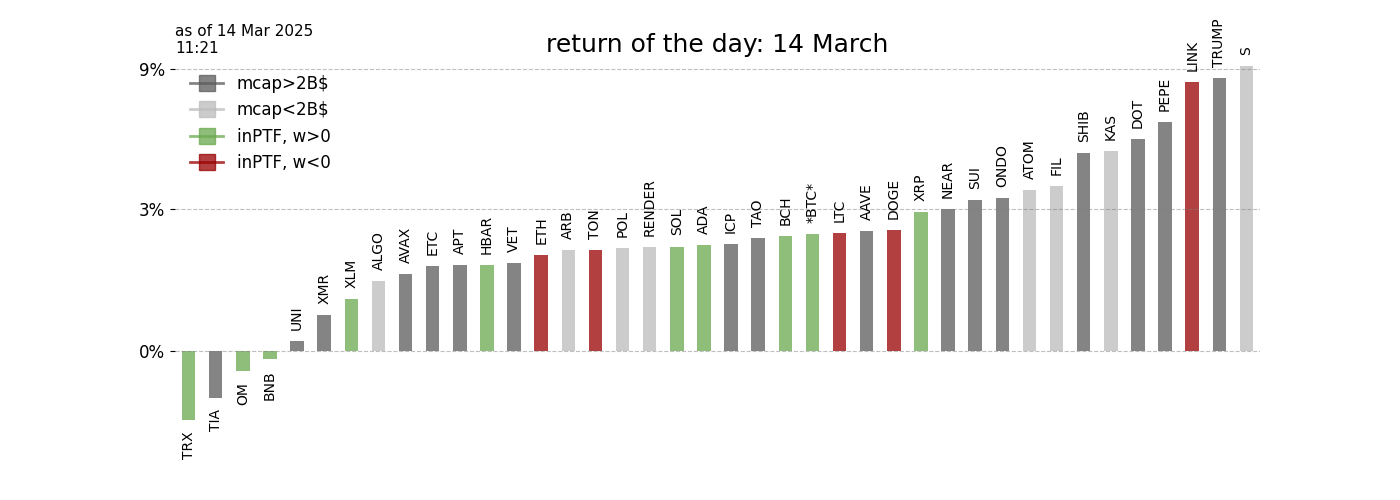 as of 14 Mar 2025
11:21
return of the day: 14 March
9%
3%
0%
mcap>2B$
mcap<2B$
inPTF, w>0
inPTF, w<0
TRX
TIA
OM
BNB
UNI
XMR
XLM
ALGO
AVAX
ETC
APT
HBAR
VET
ETH
ARB
TON
POL
RENDER
SOL
ADA
ICP
TAO
BCH
*BTC*
LTC
AAVE
DOGE
XRP
NEAR
SUI
ONDO
ATOM
FIL
SHIB
KAS
DOT
PEPE
LINK
TRUMP
S